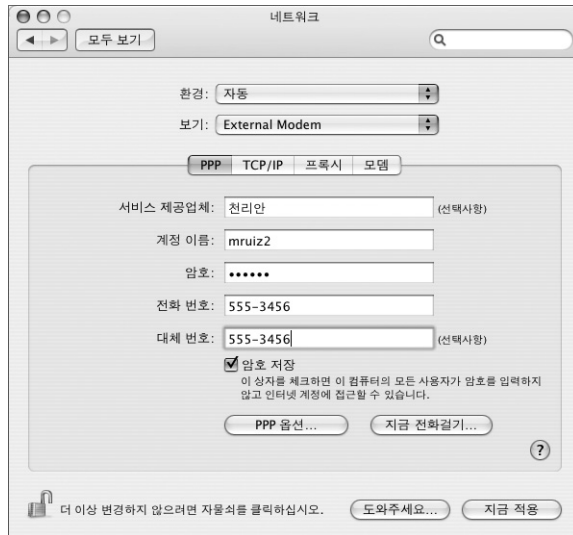 네트워크
모두 보기
환경: 자동
보기: External Modem
PPP TCP/IP 프록시 모뎀
서비스 제공업체: 천리안 (선택사항)
계정 이름: mruiz2
암호: ••••••
전화 번호: 555-3456
대체 번호: 555-3456 (선택사항)
암호 저장
이 상자를 체크하면 이 컴퓨터의 모든 사용자가 암호를 입력하지
않고 인터넷 계정에 접근할 수 있습니다.
PPP 옵션... 지금 전화걸기...
?
더 이상 변경하지 않으려면 자물쇠를 클릭하십시오. 도와주세요... 지금 적용